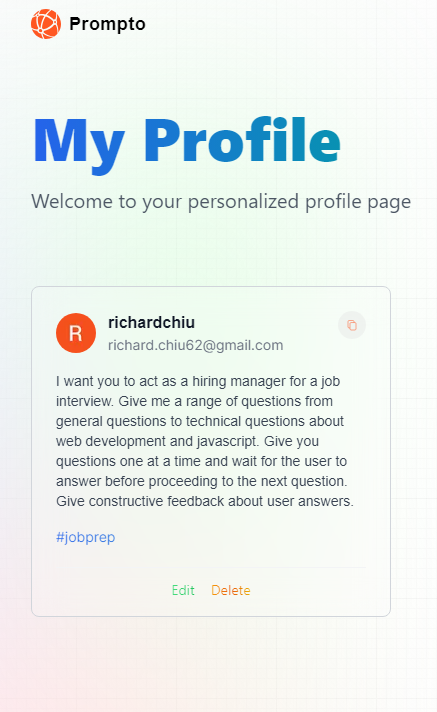 Prompto
My Profile
Welcome to your personalized profile page
R
richardchiu
richard.chiu62@gmail.com
I want you to act as a hiring manager for a job
interview. Give me a range of questions from
general questions to technical questions about
web development and javascript. Give you
questions one at a time and wait for the user to
answer before proceeding to the next question.
Give constructive feedback about user answers.
#jobprep
Edit Delete